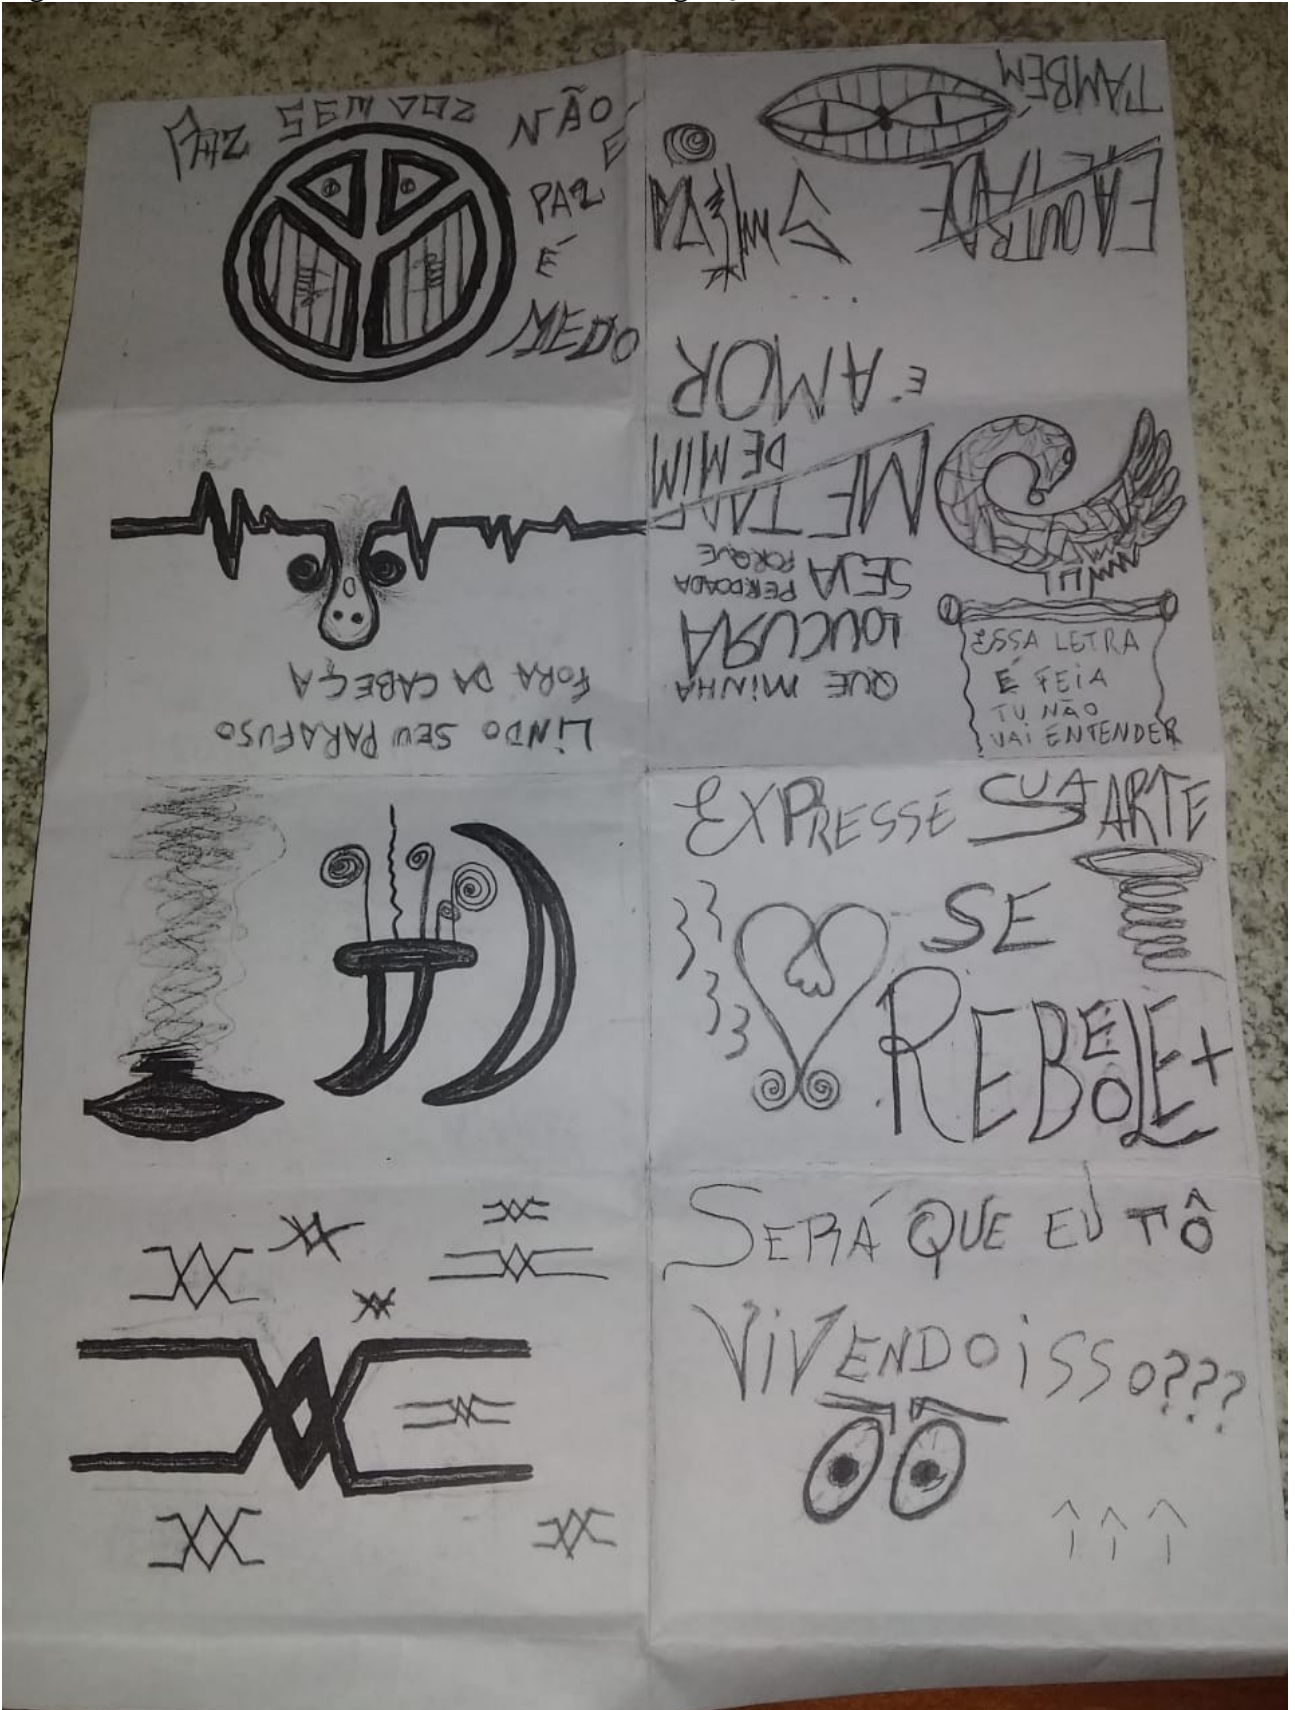 PAZ SEM VOZ
NÃO É
PAZ
É
MEDO
LINDO SEU PARAFUSO
FORA DA CABEÇA
QUE MINHA
LOUCURA
SEJA PERDOADA
PORQUE
METADE
DE MIM
É AMOR
...
E A OUTRA
TAMBÉM
ESSA LETRA
É FEIA
TU NÃO
VAI ENTENDER
EXPRESSE SUA ARTE
SE
REBEOLE+
SERÁ QUE EU TÔ
VIVENDO ISSO???